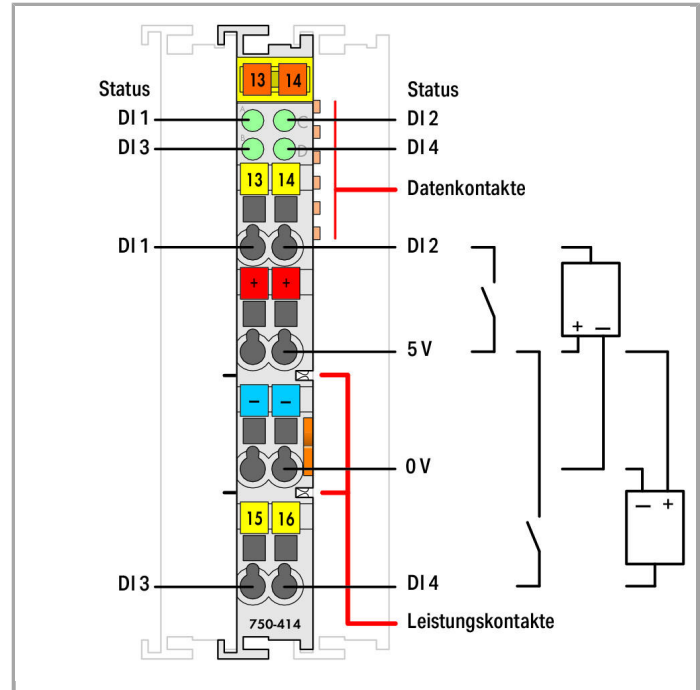 13 14
Status Status
A C
DI 1 DI 2
B D
DI 3 DI 4
13 14
Datenkontakte
DI 1 DI 2
+ +
+ −
5 V
− −
0 V
− +
15 16
DI 3 DI 4
750-414
Leistungskontakte